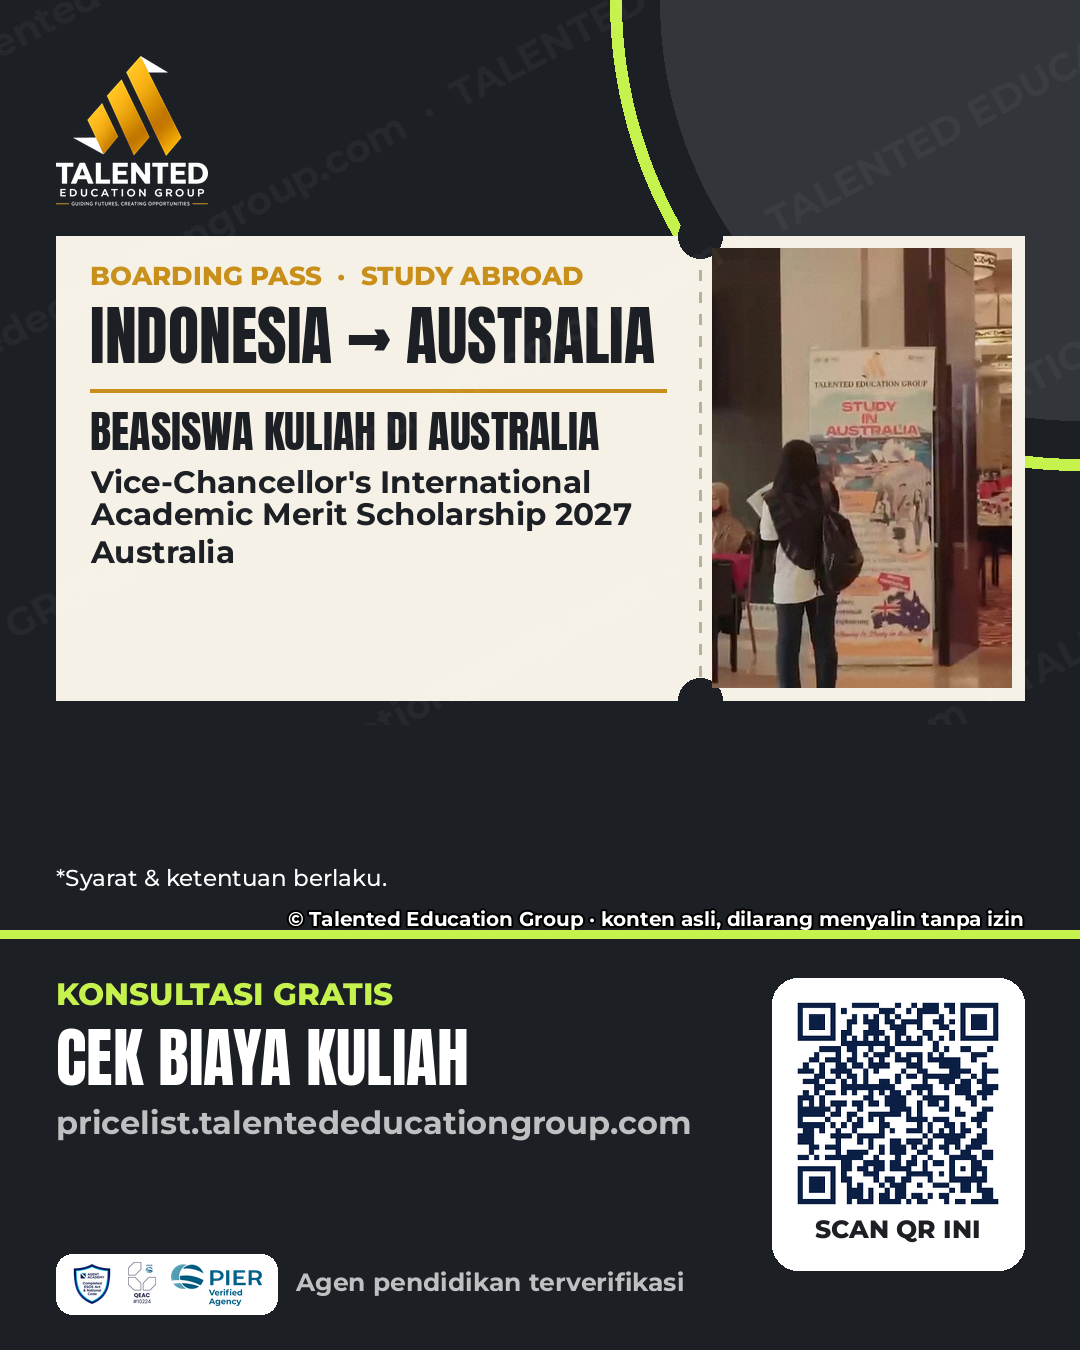 TALENTED
EDUCATION GROUP
GUIDING FUTURES, CREATING OPPORTUNITIES
BOARDING PASS · STUDY ABROAD
INDONESIA → AUSTRALIA
BEASISWA KULIAH DI AUSTRALIA
Vice-Chancellor's International
Academic Merit Scholarship 2027
Australia
TALENTED EDUCATION GROUP
STUDY
IN
AUSTRALIA
*Syarat & ketentuan berlaku.
© Talented Education Group · konten asli, dilarang menyalin tanpa izin
KONSULTASI GRATIS
CEK BIAYA KULIAH
pricelist.talentededucationgroup.com
SCAN QR INI
QEAC
#10224
PIER
Verified
Agency
Agen pendidikan terverifikasi